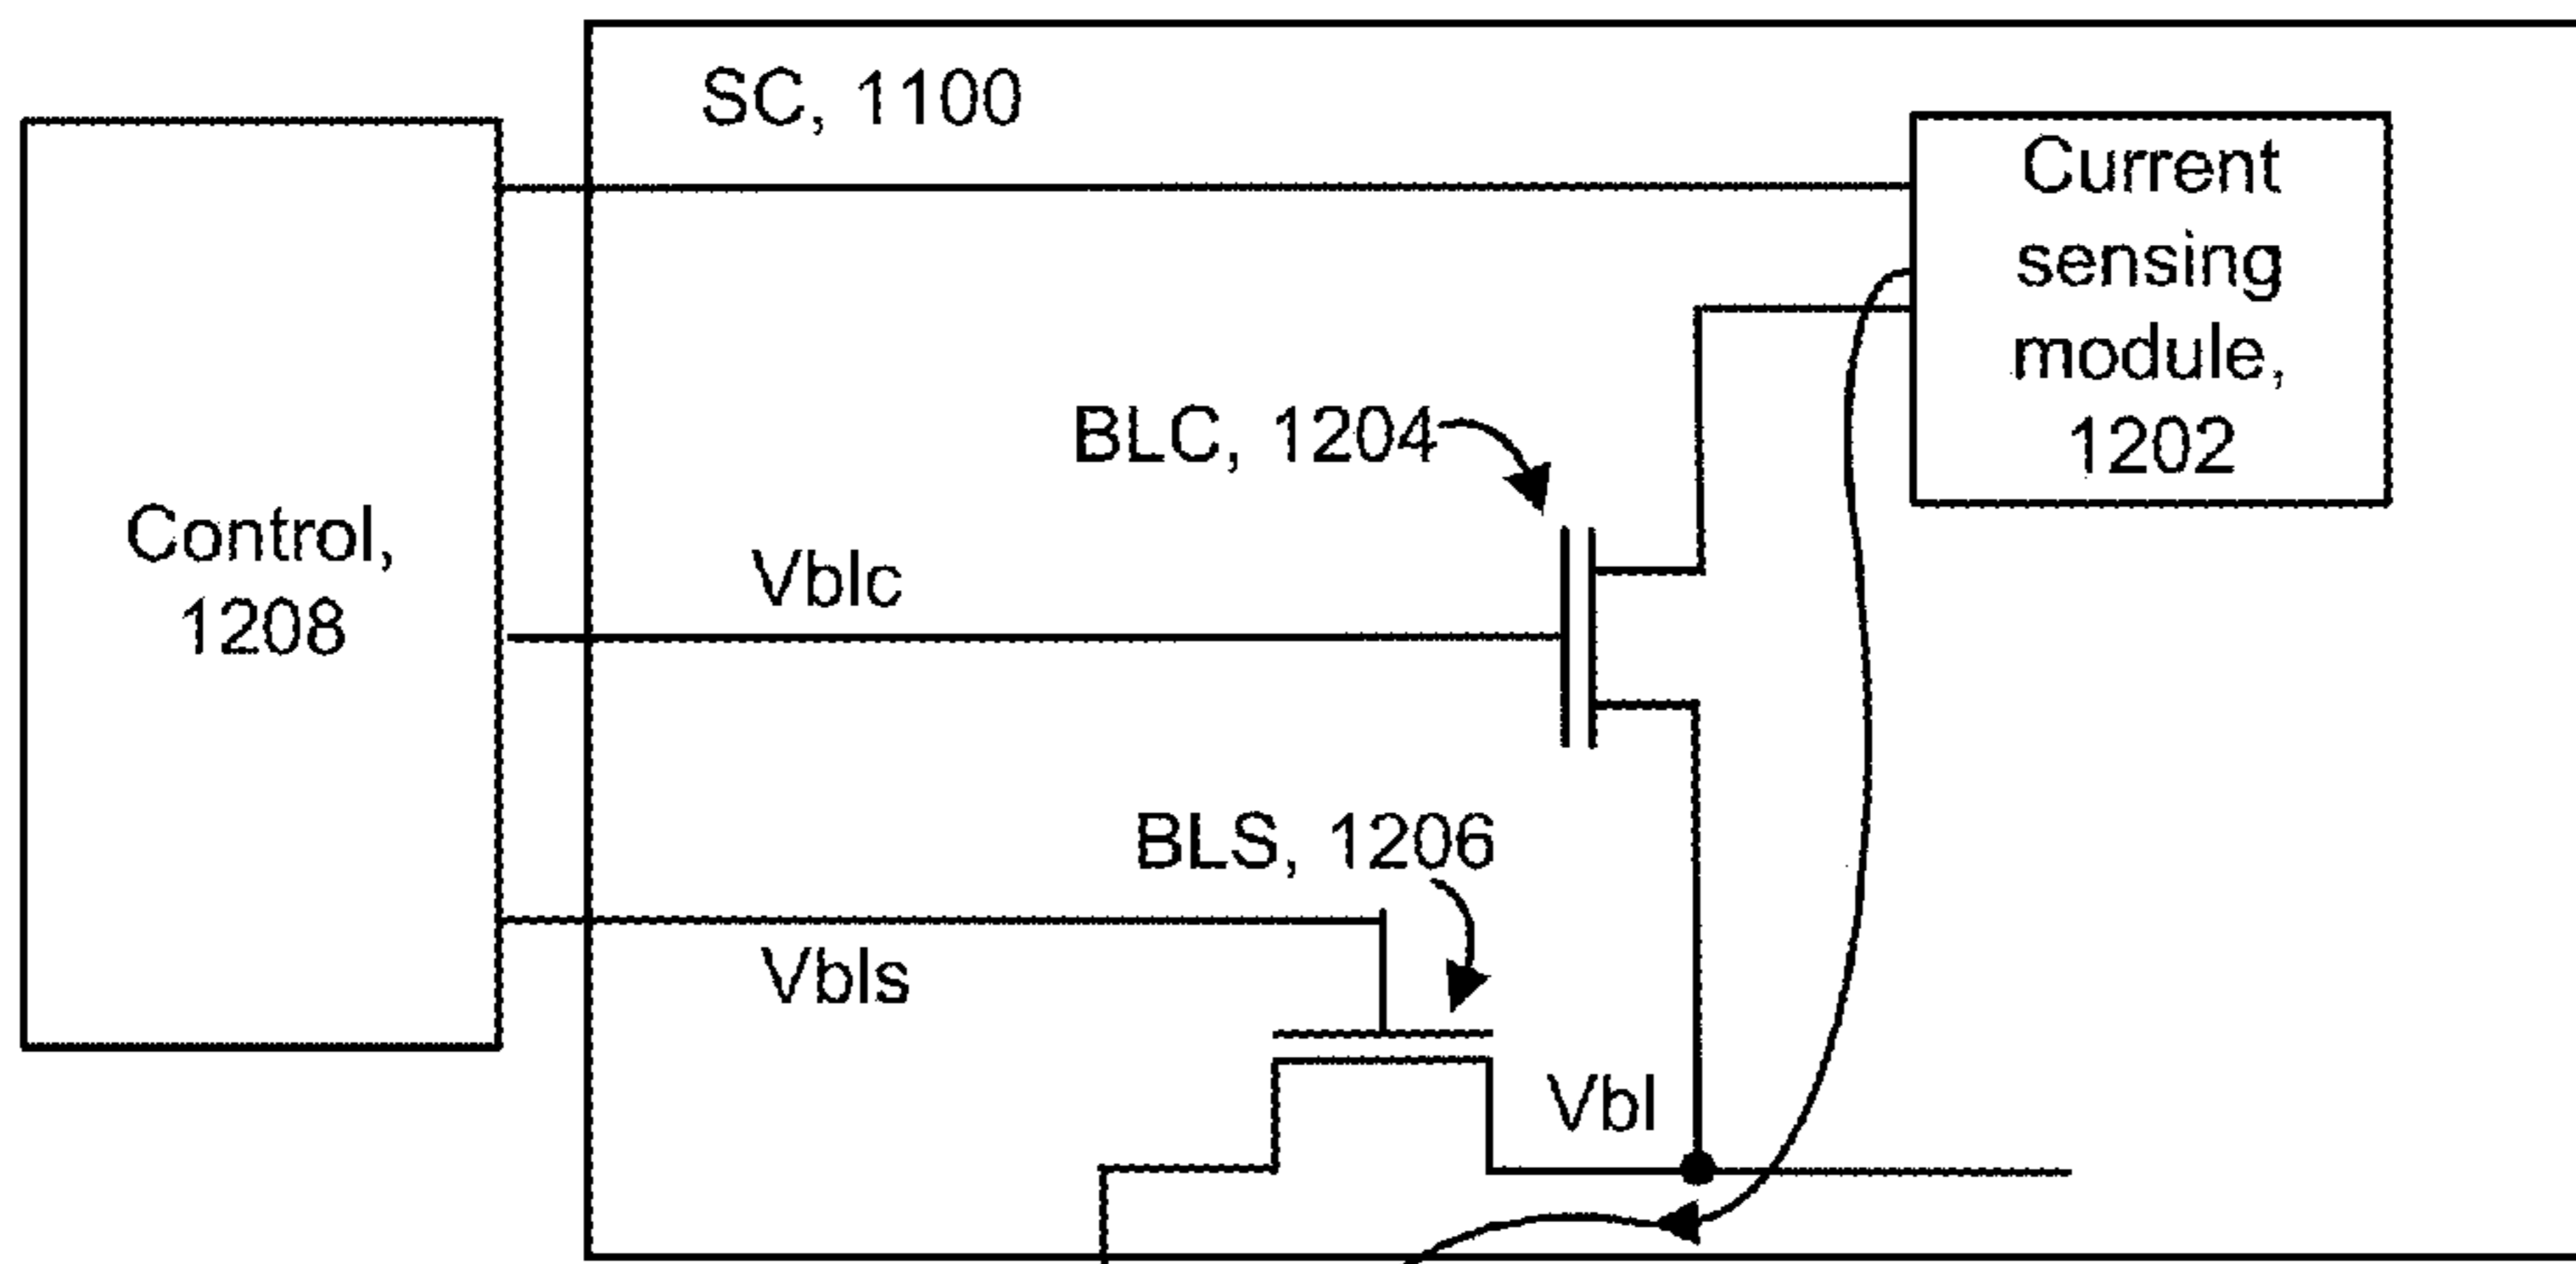 SC, 1100
Current
sensing
module,
1202
BLC, 1204
Control,
1208
Vblc
BLS, 1206
Vbls
Vbl